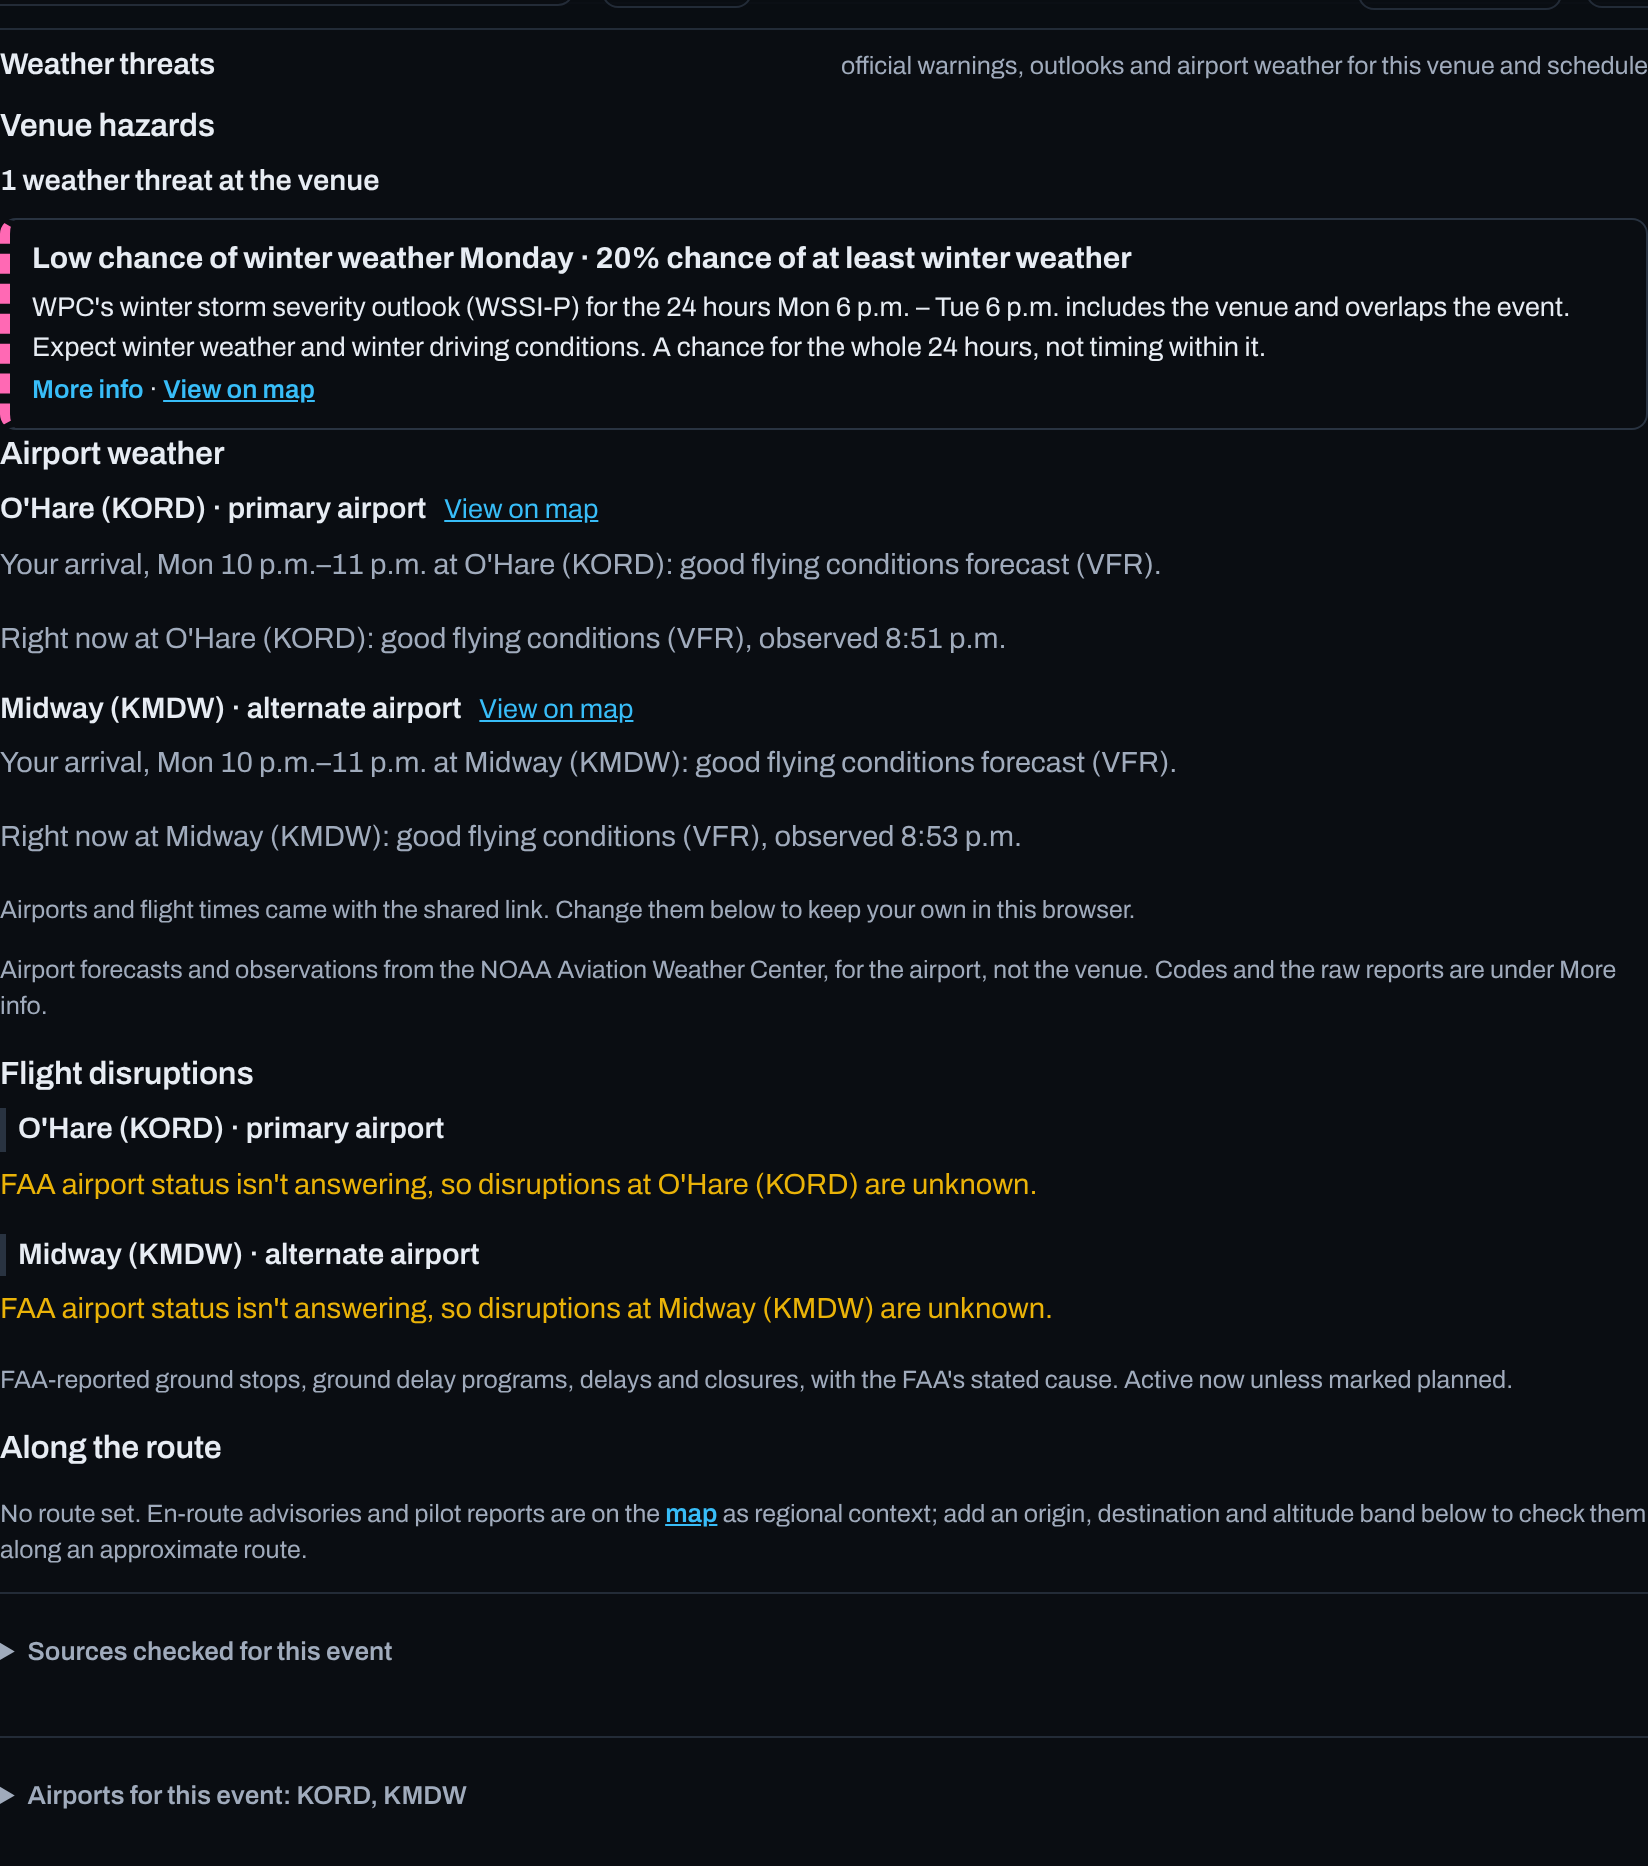 Weather threats
official warnings, outlooks and airport weather for this venue and schedule
Venue hazards
1 weather threat at the venue
Low chance of winter weather Monday · 20% chance of at least winter weather
WPC's winter storm severity outlook (WSSI-P) for the 24 hours Mon 6 p.m. – Tue 6 p.m. includes the venue and overlaps the event.
Expect winter weather and winter driving conditions. A chance for the whole 24 hours, not timing within it.
More info · View on map
Airport weather
O'Hare (KORD) · primary airport View on map
Your arrival, Mon 10 p.m.–11 p.m. at O'Hare (KORD): good flying conditions forecast (VFR).
Right now at O'Hare (KORD): good flying conditions (VFR), observed 8:51 p.m.
Midway (KMDW) · alternate airport View on map
Your arrival, Mon 10 p.m.–11 p.m. at Midway (KMDW): good flying conditions forecast (VFR).
Right now at Midway (KMDW): good flying conditions (VFR), observed 8:53 p.m.
Airports and flight times came with the shared link. Change them below to keep your own in this browser.
Airport forecasts and observations from the NOAA Aviation Weather Center, for the airport, not the venue. Codes and the raw reports are under More
info.
Flight disruptions
O'Hare (KORD) · primary airport
FAA airport status isn't answering, so disruptions at O'Hare (KORD) are unknown.
Midway (KMDW) · alternate airport
FAA airport status isn't answering, so disruptions at Midway (KMDW) are unknown.
FAA-reported ground stops, ground delay programs, delays and closures, with the FAA's stated cause. Active now unless marked planned.
Along the route
No route set. En-route advisories and pilot reports are on the map as regional context; add an origin, destination and altitude band below to check them
along an approximate route.
Sources checked for this event
Airports for this event: KORD, KMDW